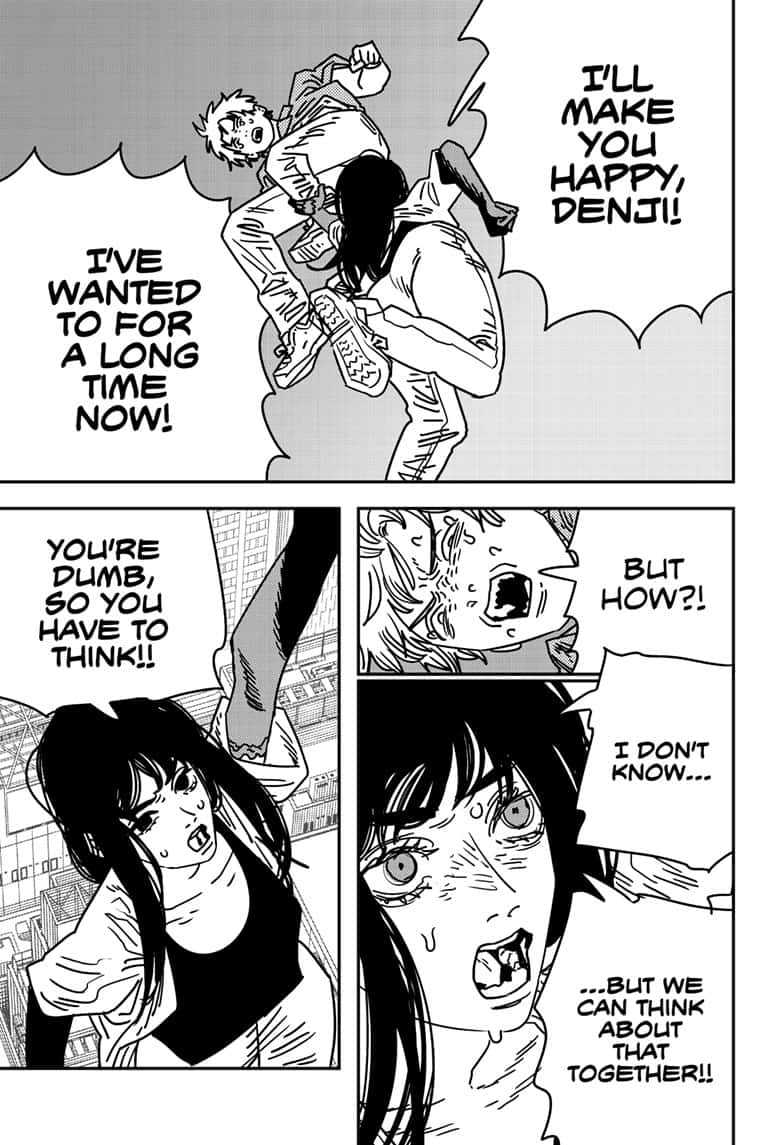 I'LL
MAKE
YOU
HAPPY,
DENJI!
I'VE
WANTED
TO FOR
A LONG
TIME
NOW!
BUT
HOW?!
I DON'T
KNOW...
...BUT WE
CAN THINK
ABOUT
THAT
TOGETHER!!
YOU'RE
DUMB,
SO YOU
HAVE TO
THINK!!